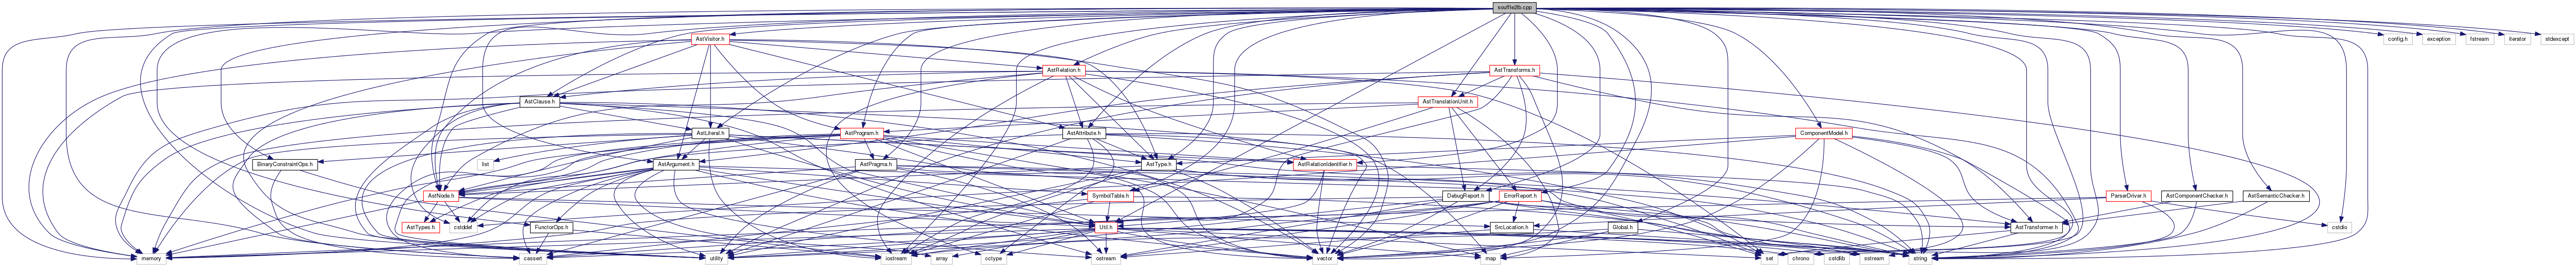 souffle2lb.cpp
AstVisitor.h
config.h
exception
fstream
iterator
stdexcept
AstRelation.h
AstTransforms.h
AstClause.h
AstTranslationUnit.h
AstLiteral.h
AstProgram.h
AstAttribute.h
ComponentModel.h
BinaryConstraintOps.h
list
AstArgument.h
AstPragma.h
AstType.h
AstRelationIdentifier.h
AstNode.h
SymbolTable.h
DebugReport.h
ErrorReport.h
ParserDriver.h
AstComponentChecker.h
AstSemanticChecker.h
AstTypes.h
cstddef
FunctorOps.h
Util.h
SrcLocation.h
Global.h
AstTransformer.h
cstdio
memory
cassert
utility
iostream
array
cctype
ostream
vector
map
set
chrono
cstdlib
sstream
string